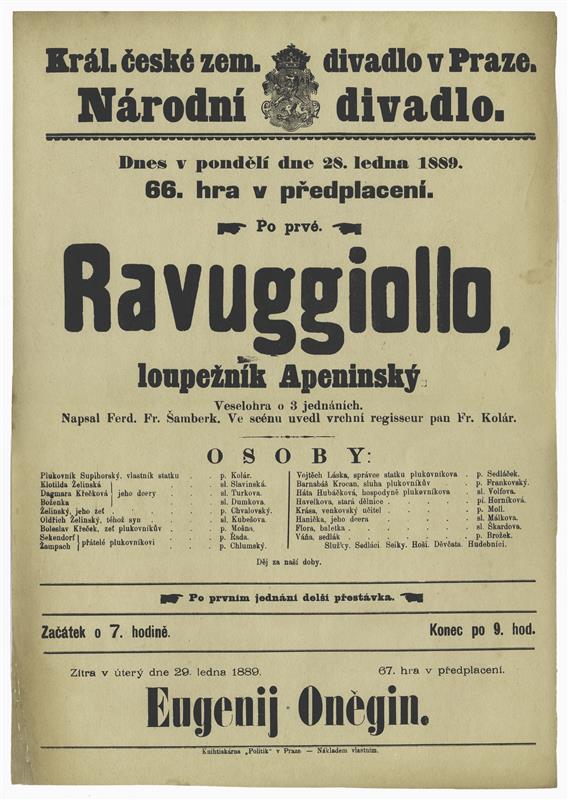 Král. české zem. divadlo v Praze.
Národní divadlo.
Dnes v pondělí dne 28. ledna 1889.
66. hra v předplacení.
Po prvé.
Ravuggiollo,
loupežník Apeninský.
Veselohra o 3 jednáních.
Napsal Ferd. Fr. Šamberk. Ve scénu uvedl vrchní regisseur pan Fr. Kolár.
OSOBY:
Plukovník Supihorský, vlastník statku . p. Kolár.
Klotilda Želinská . . . sl. Slavinská.
Dagmara Křečková } jeho dcery . . sl. Turkova.
Boženka . . . sl. Dumkova.
Želinský, jeho zeť . . . p. Chvalovský.
Oldřich Želinský, téhož syn . . sl. Kubešova.
Boleslav Křeček, zeť plukovníkův . . p. Mošna.
Sekendorf . . p. Řada.
Žampach } přátelé plukovníkovi . . p. Chlumský.
Vojtěch Láska, správce statku plukovníkova . p. Sedláček.
Barnabáš Krocan, sluha plukovníkův . p. Frankovský.
Háta Hubáčková, hospodyně plukovníkova . sl. Volfova.
Havelkova, stará dělnice . . . pí. Horníková.
Krása, venkovský učitel . . . p. Moll.
Hanička, jeho dcera . . . sl. Málkova.
Flora, baletka . . . sl. Škardova.
Váňa, sedlák . . . p. Brožek.
Služky. Sedláci. Selky. Hoši. Děvčata. Hudebníci.
Děj za naší doby.
Po prvním jednání delší přestávka.
Začátek o 7. hodině. Konec po 9. hod.
Zítra v úterý dne 29. ledna 1889. 67. hra v předplacení.
Eugenij Oněgin.
Knihtiskárna „Politik“ v Praze — Nákladem vlastním.